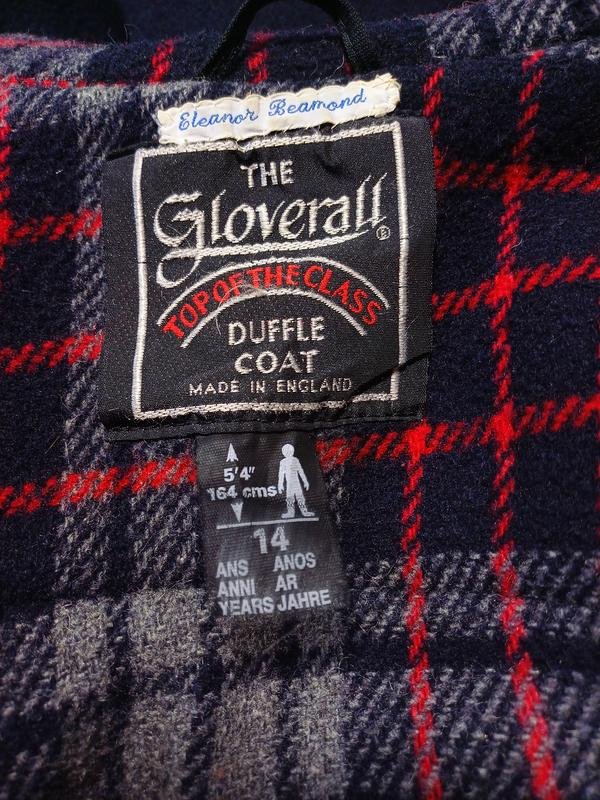 Eleanor Beamond
THE
Gloverall®
TOP OF THE CLASS
DUFFLE
COAT
MADE IN ENGLAND
5'4"
164 cms
14
ANS ANOS
ANNI AR
YEARS JAHRE